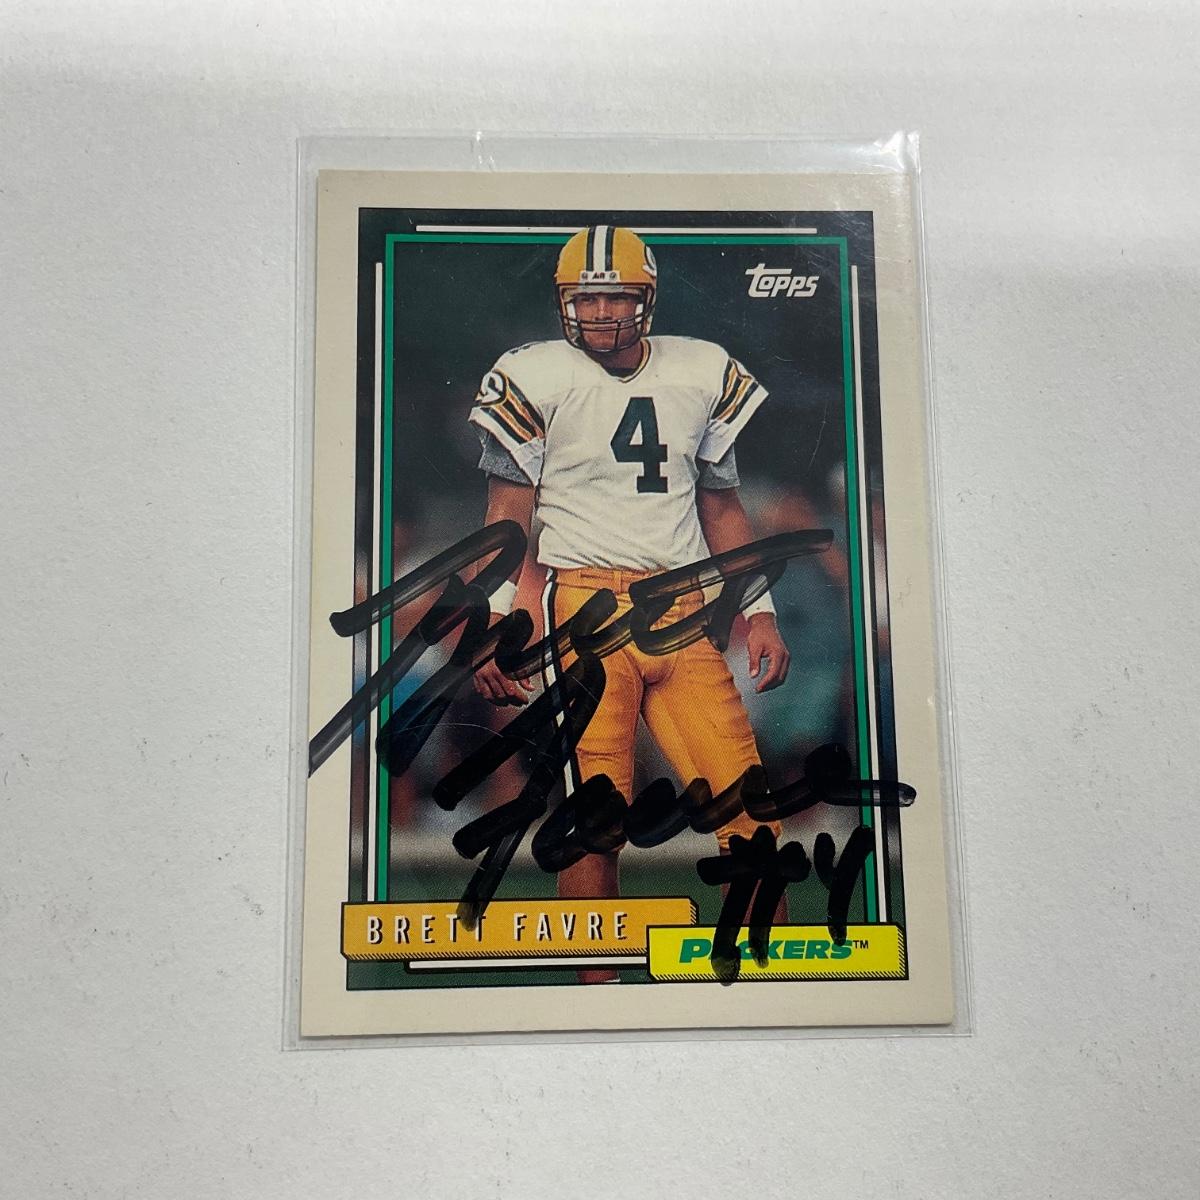 TOPPS
4
Brett
Favre
#4
BRETT FAVRE
PACKERS™